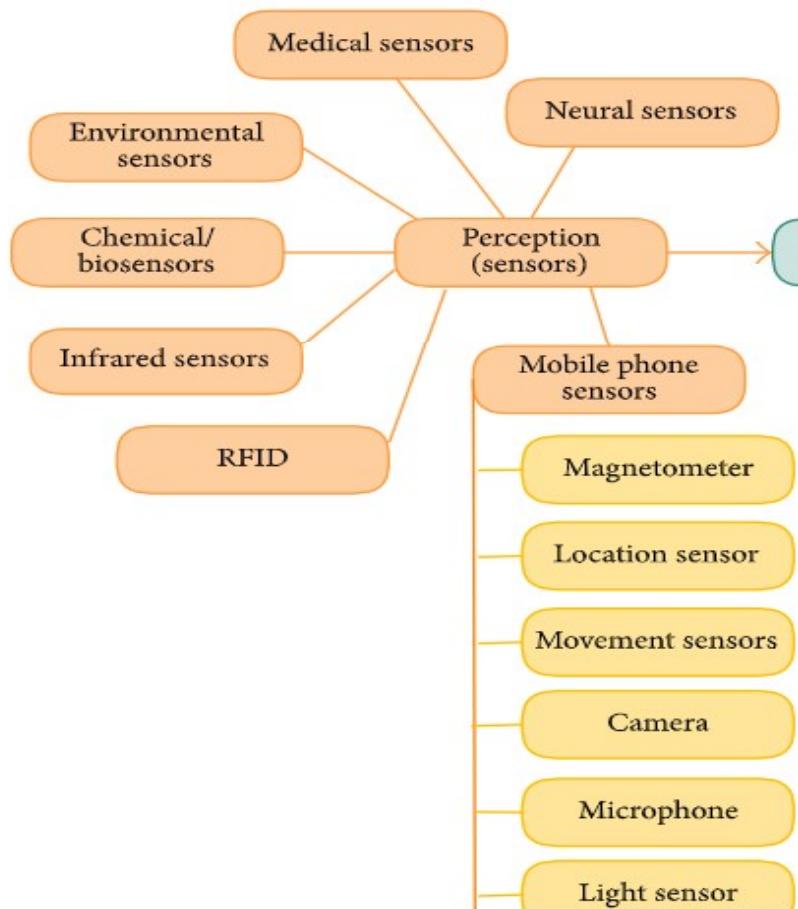 Medical sensors
Neural sensors
Environmental
sensors
Chemical/
biosensors
Perception
(sensors)
Infrared sensors
Mobile phone
sensors
RFID
Magnetometer
Location sensor
Movement sensors
Camera
Microphone
Light sensor